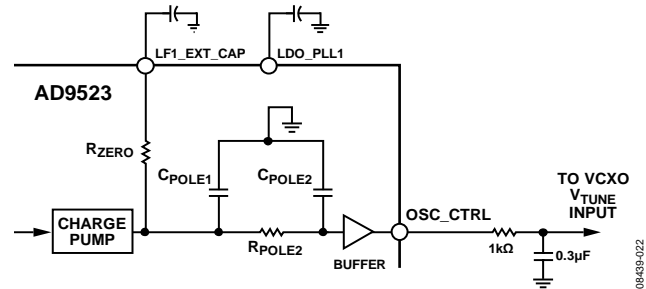 LF1_EXT_CAP
LDO_PLL1
AD9523
RZERO
CPOLE1
CPOLE2
TO VCXO
VTUNE
INPUT
OSC_CTRL
CHARGE
PUMP
RPOLE2
BUFFER
1kΩ
0.3µF
08439-022